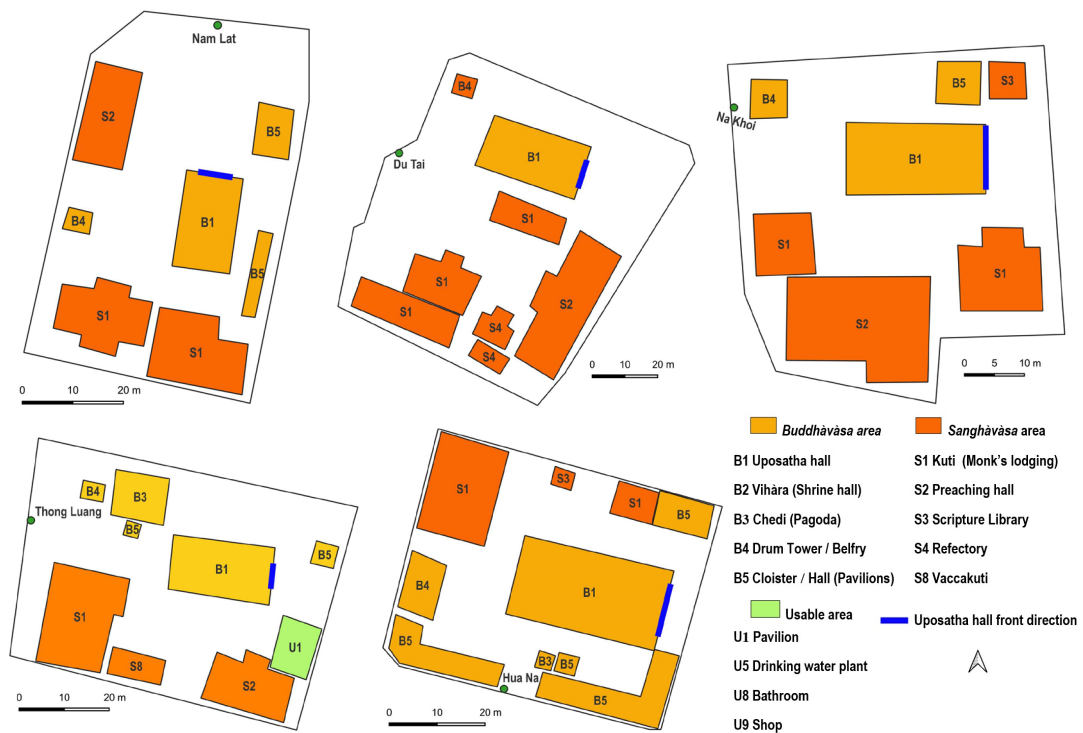 Nam Lat
S2
B5
B1
B4
B5
S1
S1
0 10 20 m
B4
Du Tai
B1
S1
S1
S2
S1
S4
S4
0 10 20 m
B4
B5
S3
Na Khoi
B1
S1
S1
S2
0 5 10 m
B4
B3
Thong Luang
B5
B5
B1
S1
S8
U1
S2
0 10 20 m
S1
S3
S1
B5
B4
B1
B5
B3
B5
Hua Na
B5
0 10 20 m
Buddhàvàsa area
B1 Uposatha hall
B2 Vihàra (Shrine hall)
B3 Chedi (Pagoda)
B4 Drum Tower / Belfry
B5 Cloister / Hall (Pavilions)
Usable area
U1 Pavilion
U5 Drinking water plant
U8 Bathroom
U9 Shop
Sanghàvàsa area
S1 Kuti (Monk's lodging)
S2 Preaching hall
S3 Scripture Library
S4 Refectory
S8 Vaccakuti
Uposatha hall front direction